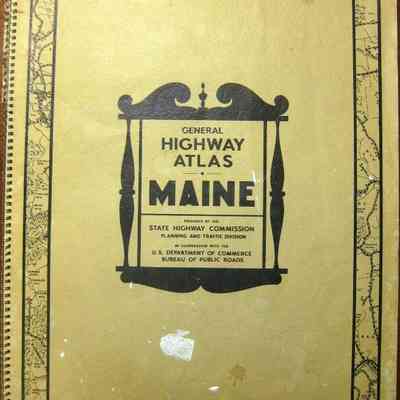 GENERAL
HIGHWAY
ATLAS
MAINE
PRODUCED BY THE
STATE HIGHWAY COMMISSION
PLANNING AND TRAFFIC DIVISION
IN COOPERATION WITH THE
U.S. DEPARTMENT OF COMMERCE
BUREAU OF PUBLIC ROADS